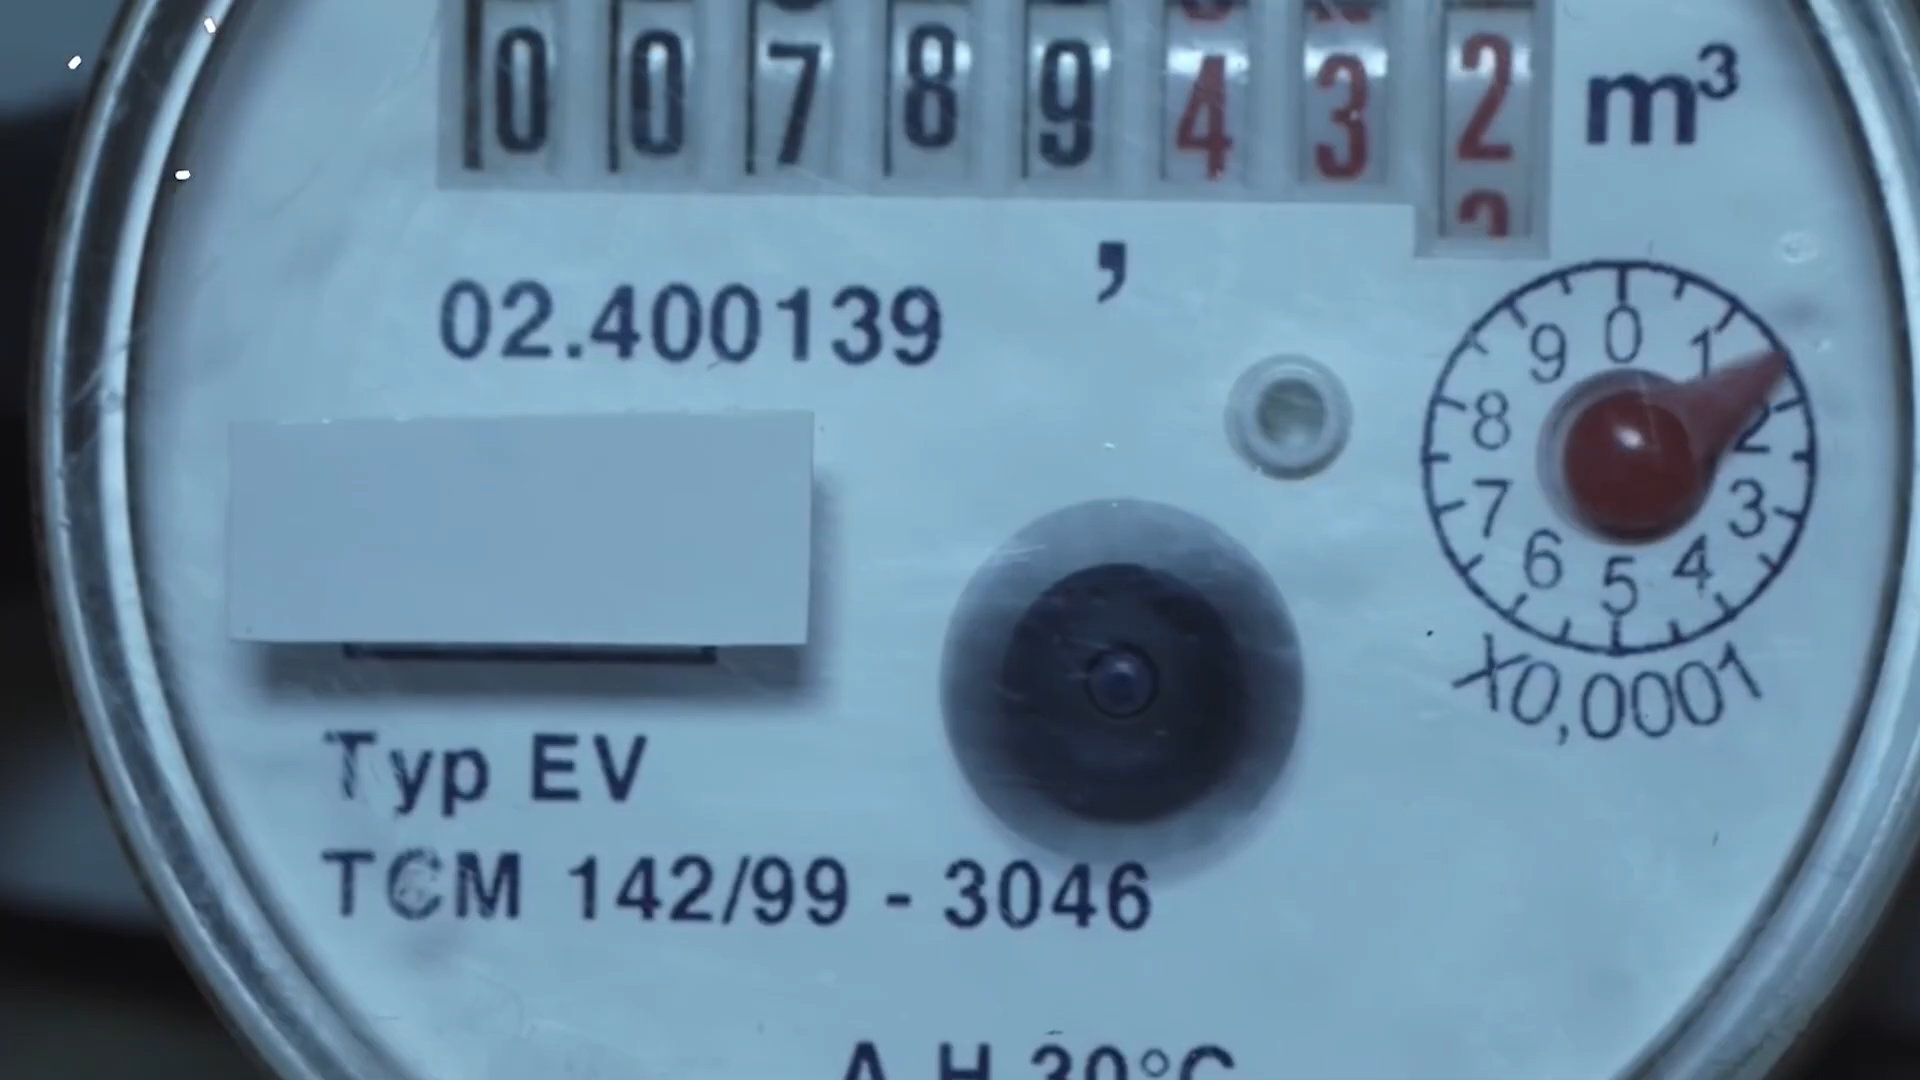 00789432 m³
,
02.400139
0 1 2 3 4 5 6 7 8 9
X0,0001
Typ EV
TCM 142/99 - 3046
A H 30°C